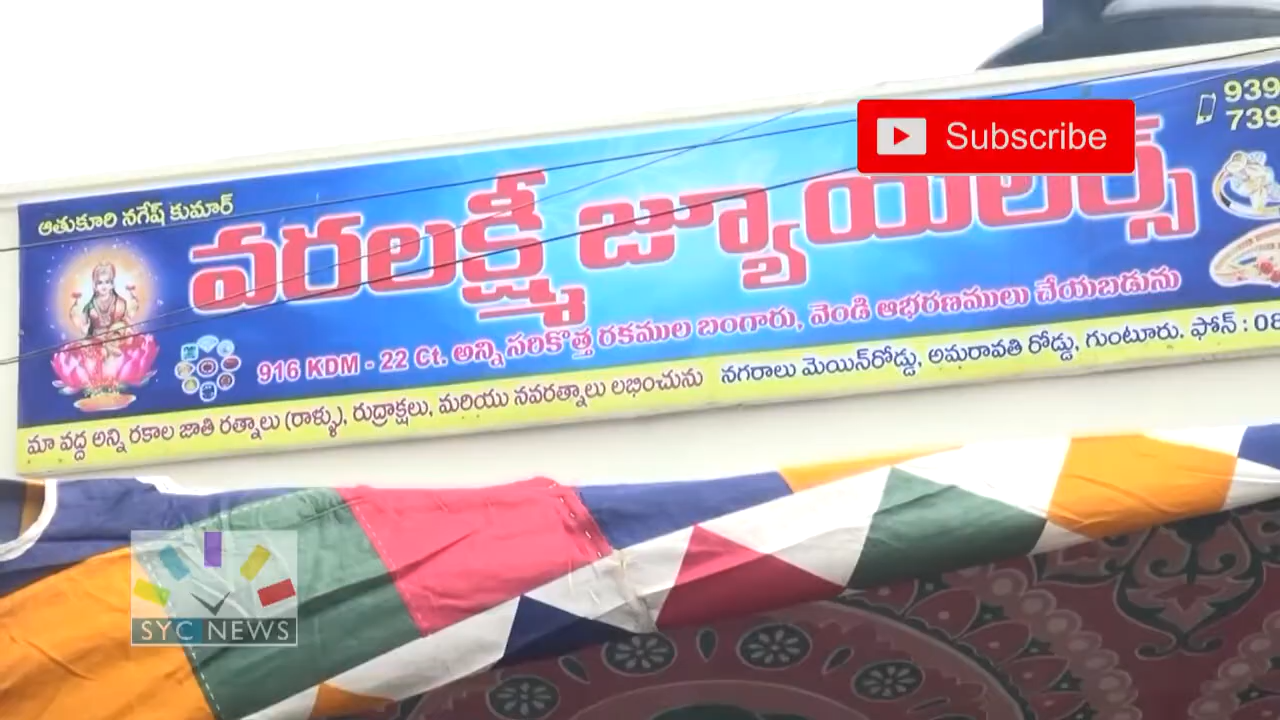 939
739
Subscribe
ఆతుకూరి నగేష్ కుమార్
వరలక్ష్మీ జ్యూయలర్స్
916 KDM - 22 Ct. అన్ని సరికొత్త రకముల బంగారు, వెండి ఆభరణములు చేయబడును
మా వద్ద అన్ని రకాల జాతి రత్నాలు (రాళ్ళు), రుద్రాక్షలు, మరియు నవరత్నాలు లభించును నగరాలు మెయిన్‌రోడ్డు, అమరావతి రోడ్డు, గుంటూరు. ఫోన్ : 08
SYC NEWS